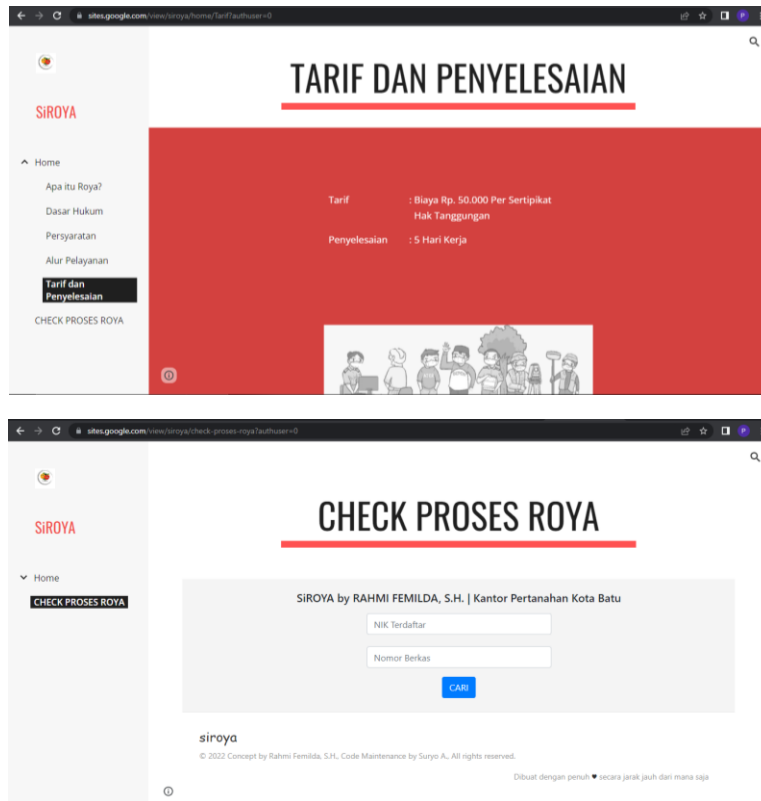 sites.google.com/view/siroya/home/Tarif?authuser=0
P
TARIF DAN PENYELESAIAN
SiROYA
Home
Apa itu Roya?
Dasar Hukum
Persyaratan
Alur Pelayanan
Tarif dan
Penyelesaian
CHECK PROSES ROYA
Tarif : Biaya Rp. 50.000 Per Sertipikat
Hak Tanggungan
Penyelesaian : 5 Hari Kerja
sites.google.com/view/siroya/check-proses-roya?authuser=0
P
CHECK PROSES ROYA
SiROYA
Home
CHECK PROSES ROYA
SiROYA by RAHMI FEMILDA, S.H. | Kantor Pertanahan Kota Batu
NIK Terdaftar
Nomor Berkas
CARI
siroya
© 2022 Concept by Rahmi Femilda, S.H., Code Maintenance by Suryo A., All rights reserved.
Dibuat dengan penuh ♥ secara jarak jauh dari mana saja